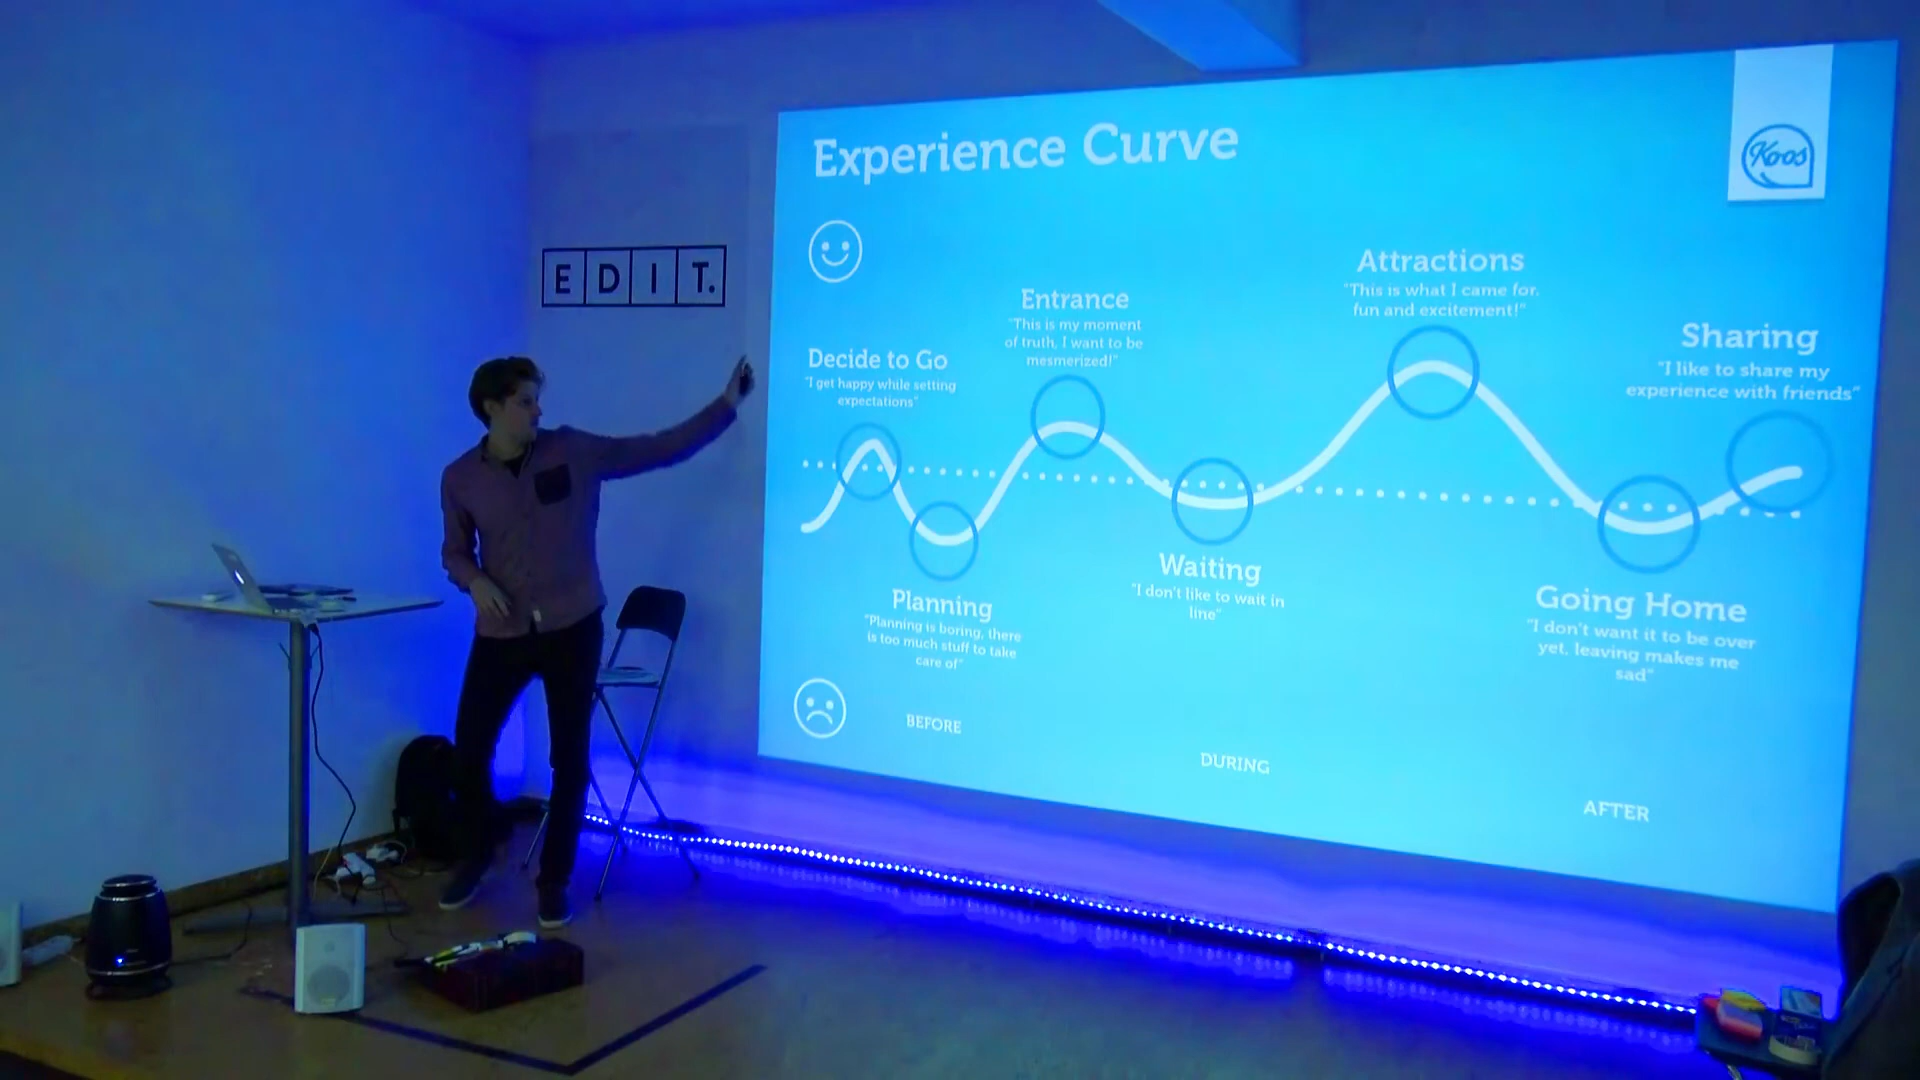 EDIT.
Experience Curve
Koos
Decide to Go
"I get happy while setting
expectations"
Entrance
"This is my moment
of truth, I want to be
mesmerized!"
Attractions
"This is what I came for,
fun and excitement!"
Sharing
"I like to share my
experience with friends"
Planning
"Planning is boring, there
is too much stuff to take
care of"
Waiting
"I don't like to wait in
line"
Going Home
"I don't want it to be over
yet, leaving makes me
sad"
BEFORE
DURING
AFTER